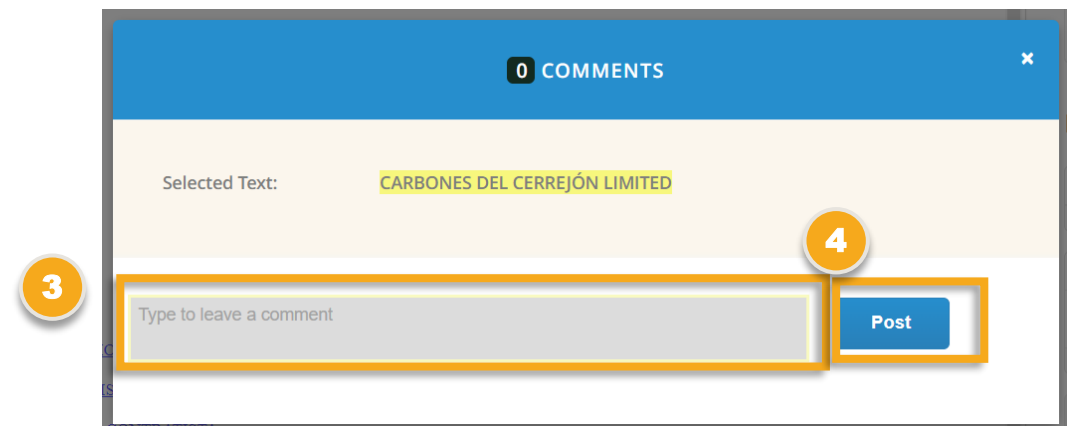 0 COMMENTS ×
Selected Text: CARBONES DEL CERREJÓN LIMITED
4
3
Type to leave a comment
Post